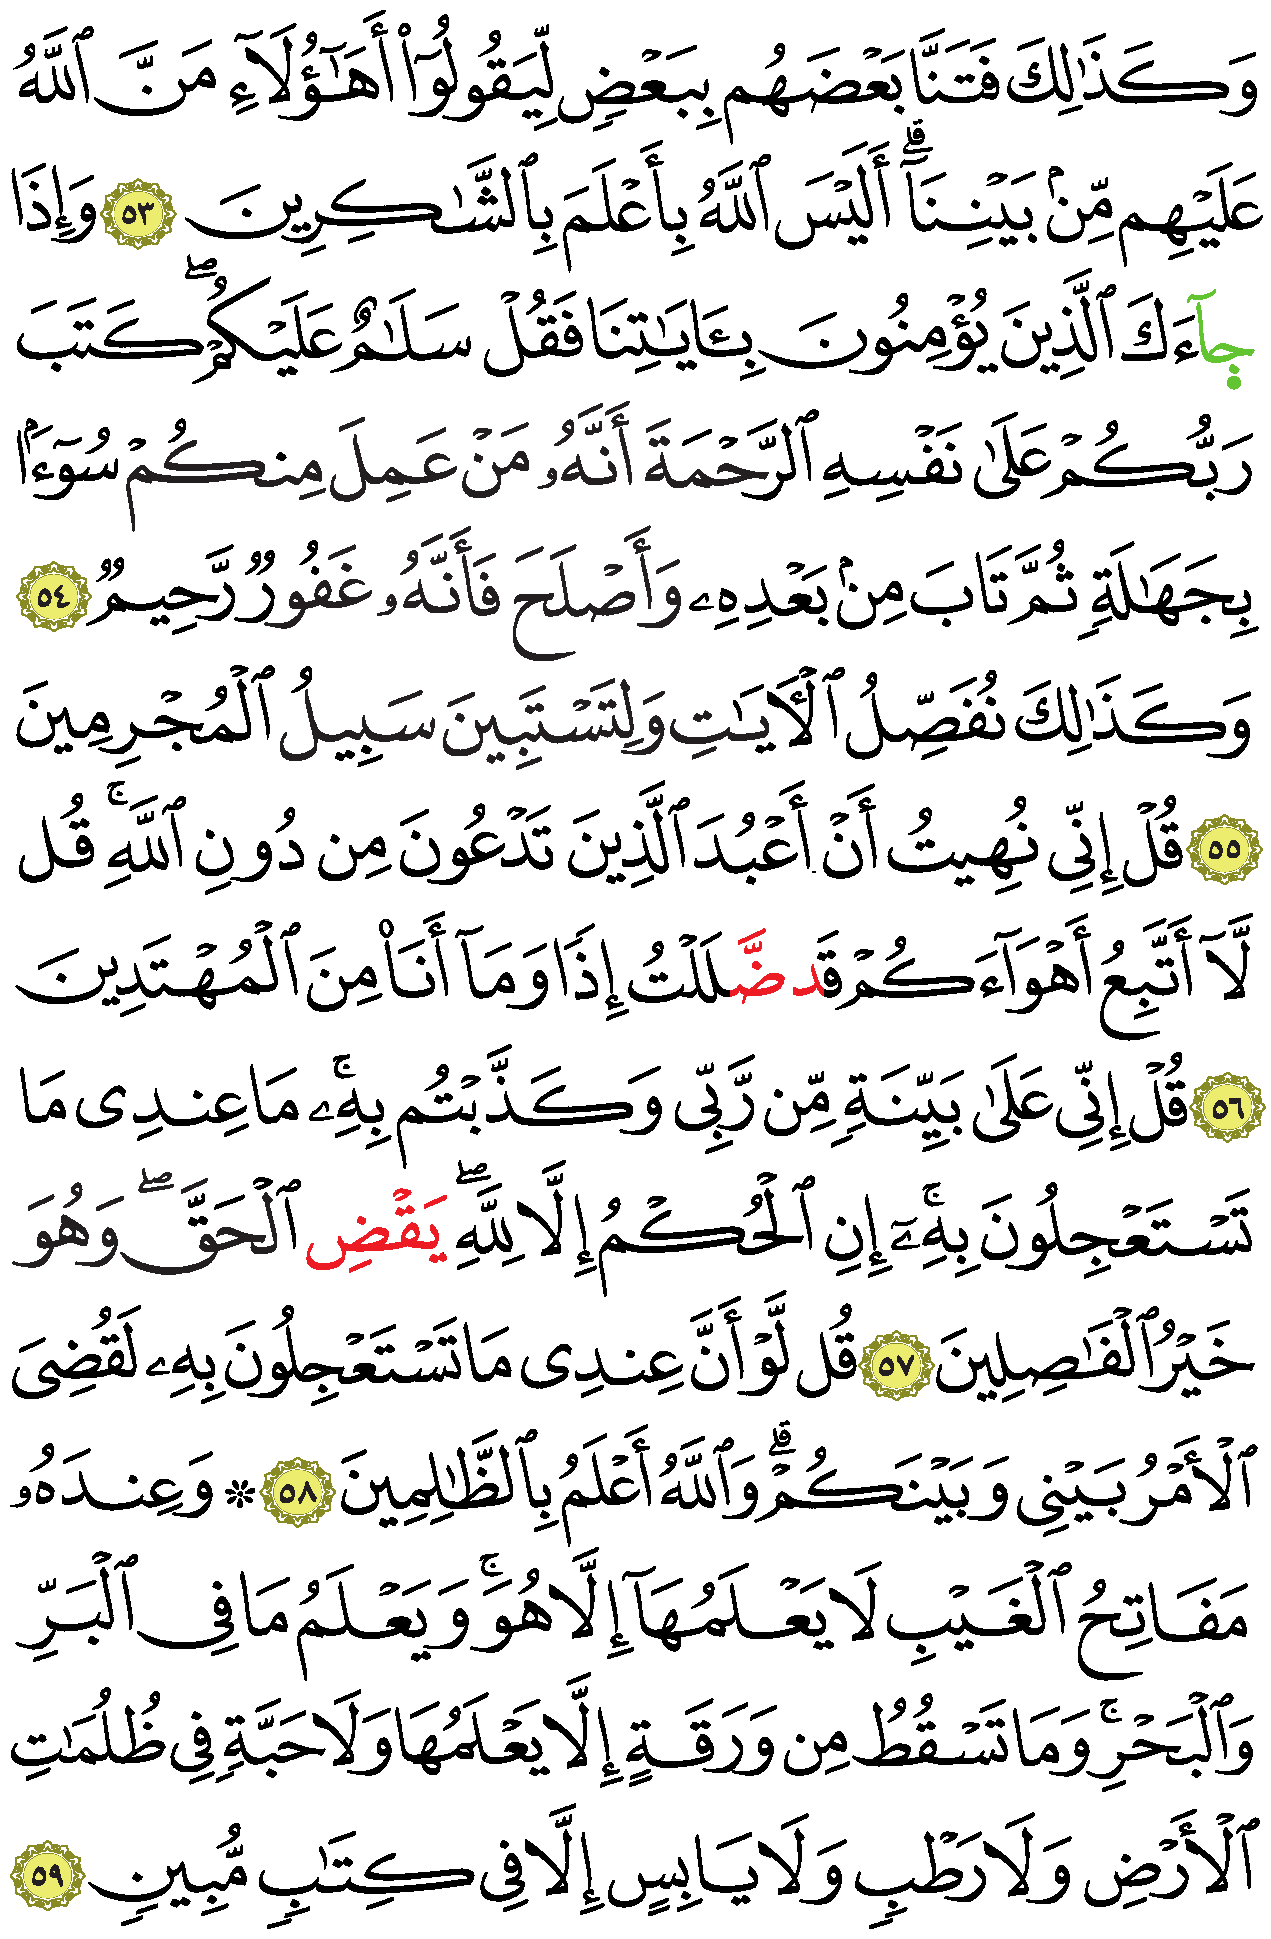 وَكَذَٰلِكَ فَتَنَّا بَعْضَهُم بِبَعْضٍ لِّيَقُولُوٓا۟ أَهَٰٓؤُلَآءِ مَنَّ ٱللَّهُ
عَلَيْهِم مِّنۢ بَيْنِنَآ ۗ أَلَيْسَ ٱللَّهُ بِأَعْلَمَ بِٱلشَّٰكِرِينَ ٥٣ وَإِذَا
جَآءَكَ ٱلَّذِينَ يُؤْمِنُونَ بِـَٔايَٰتِنَا فَقُلْ سَلَٰمٌ عَلَيْكُمْ ۖ كَتَبَ
رَبُّكُمْ عَلَىٰ نَفْسِهِ ٱلرَّحْمَةَ أَنَّهُۥ مَنْ عَمِلَ مِنكُمْ سُوٓءَۢا
بِجَهَٰلَةٍ ثُمَّ تَابَ مِنۢ بَعْدِهِۦ وَأَصْلَحَ فَأَنَّهُۥ غَفُورٌ رَّحِيمٌ ٥٤
وَكَذَٰلِكَ نُفَصِّلُ ٱلْـَٔايَٰتِ وَلِتَسْتَبِينَ سَبِيلُ ٱلْمُجْرِمِينَ
٥٥ قُلْ إِنِّى نُهِيتُ أَنْ أَعْبُدَ ٱلَّذِينَ تَدْعُونَ مِن دُونِ ٱللَّهِ ۚ قُل
لَّآ أَتَّبِعُ أَهْوَآءَكُمْ قَد ضَّلَلْتُ إِذًا وَمَآ أَنَا۠ مِنَ ٱلْمُهْتَدِينَ
٥٦ قُلْ إِنِّى عَلَىٰ بَيِّنَةٍ مِّن رَّبِّى وَكَذَّبْتُم بِهِۦ ۚ مَا عِندِى مَا
تَسْتَعْجِلُونَ بِهِۦٓ ۚ إِنِ ٱلْحُكْمُ إِلَّا لِلَّهِ ۖ يَقْضِ ٱلْحَقَّ ۖ وَهُوَ
خَيْرُ ٱلْفَٰصِلِينَ ٥٧ قُل لَّوْ أَنَّ عِندِى مَا تَسْتَعْجِلُونَ بِهِۦ لَقُضِىَ
ٱلْأَمْرُ بَيْنِى وَبَيْنَكُمْ ۗ وَٱللَّهُ أَعْلَمُ بِٱلظَّٰلِمِينَ ٥٨ * وَعِندَهُۥ
مَفَاتِحُ ٱلْغَيْبِ لَا يَعْلَمُهَآ إِلَّا هُوَ ۚ وَيَعْلَمُ مَا فِى ٱلْبَرِّ
وَٱلْبَحْرِ ۚ وَمَا تَسْقُطُ مِن وَرَقَةٍ إِلَّا يَعْلَمُهَا وَلَا حَبَّةٍ فِى ظُلُمَٰتِ
ٱلْأَرْضِ وَلَا رَطْبٍ وَلَا يَابِسٍ إِلَّا فِى كِتَٰبٍ مُّبِينٍ ٥٩